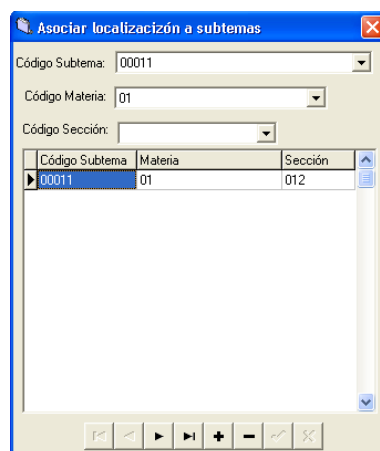 Asociar localizacizón a subtemas
Código Subtema: 00011
Código Materia: 01
Código Sección:
Código Subtema Materia Sección
00011 01 012